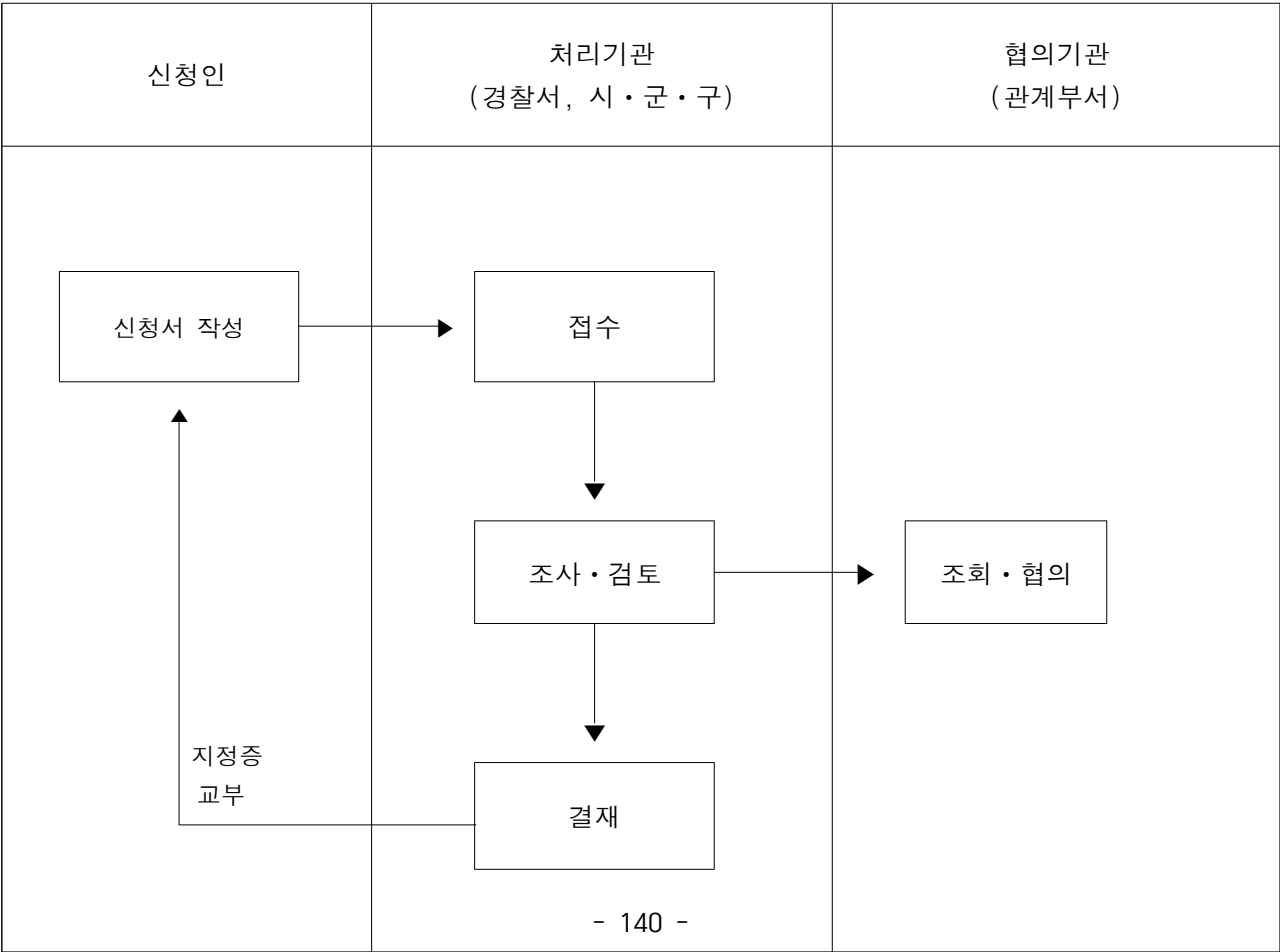 신청인
처리기관
(경찰서, 시・군・구)
협의기관
(관계부서)
신청서 작성
접수
조사・검토
조회・협의
지정증
교부
결재
- 140 -